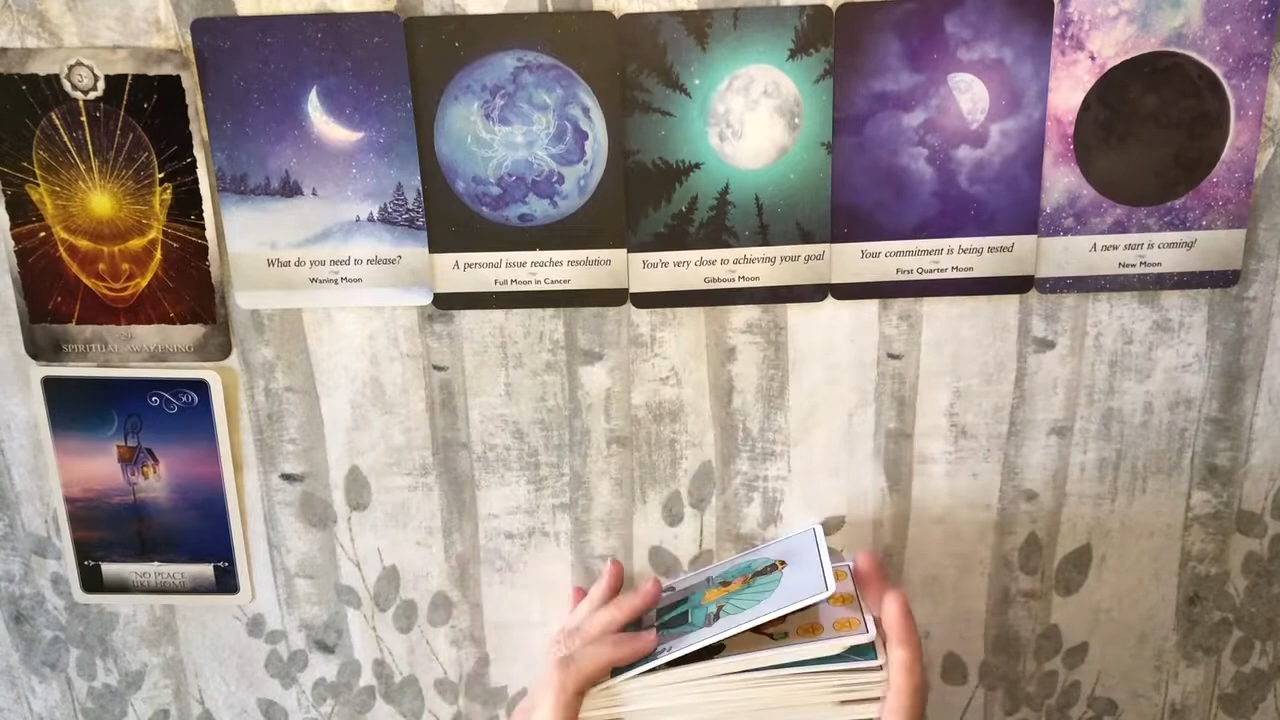 SPIRITUAL AWAKENING
What do you need to release?
Waning Moon
A personal issue reaches resolution
Full Moon in Cancer
You're very close to achieving your goal
Gibbous Moon
Your commitment is being tested
First Quarter Moon
A new start is coming!
New Moon
50
NO PLACE
LIKE HOME